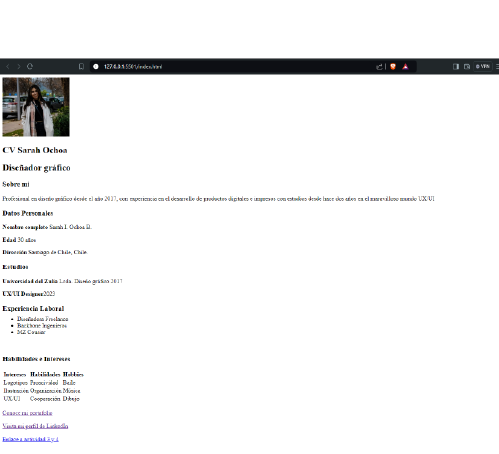 127.0.0.1:5501/index.html
VPN
CV Sarah Ochoa
Diseñador gráfico
Sobre mi
Profesional en diseño gráfico desde el año 2017, con experiencia en el desarrollo de productos digitales e impresos con estudios desde hace dos años en el maravilloso mundo UX/UI
Datos Personales
Nombre completo Sarah I. Ochoa B.
Edad 30 años
Dirección Santiago de Chile, Chile
Estudios
Universidad del Zulia Lcda. Diseño gráfico 2017
UX/UI Designer2023
Experiencia Laboral
Diseñadora Freelance
Backbone Ingenieros
MZ
Habilidades e Intereses
Intereses Habilidades Hobbies
Logotipos Proactividad Baile
Ilustración Organización Música
UX/UI Cooperación Dibujo
Conoce mi portafolio
Visita mi perfil de LinkedIn
Enlace a actividad 3 y 4